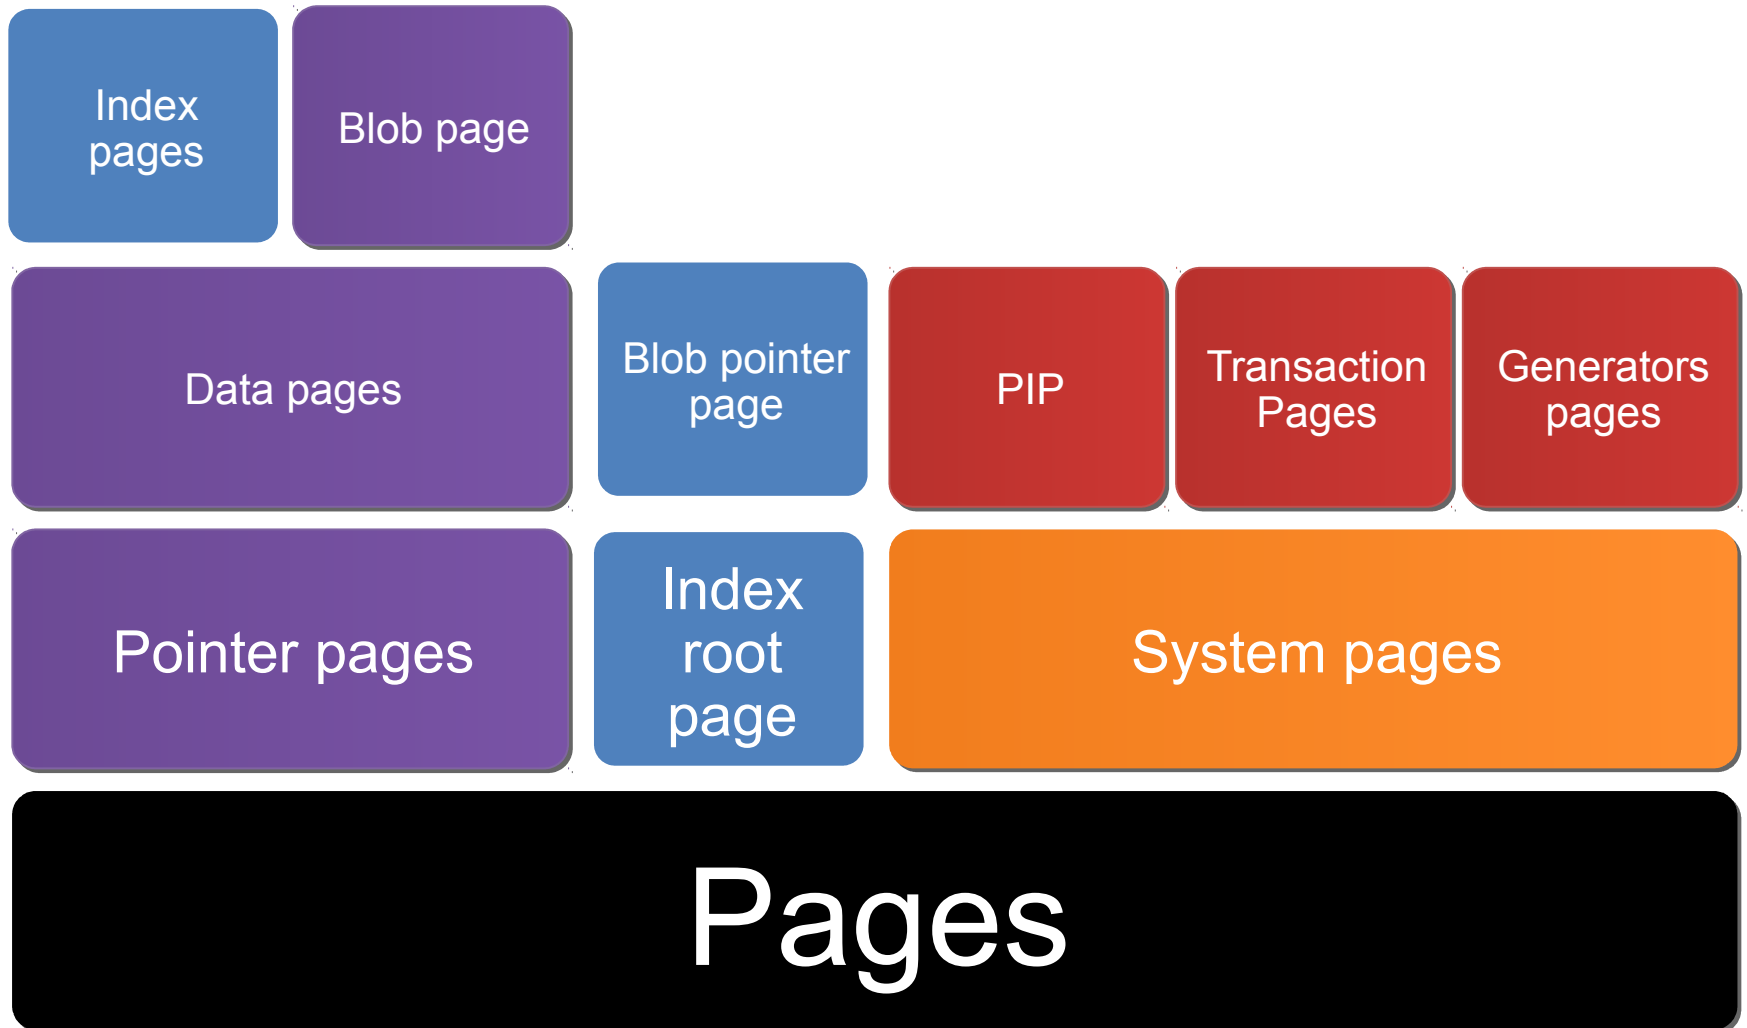 Index
pages
Blob page
Data pages
Blob pointer
page
PIP
Transaction
Pages
Generators
pages
Pointer pages
Index
root
page
System pages
Pages